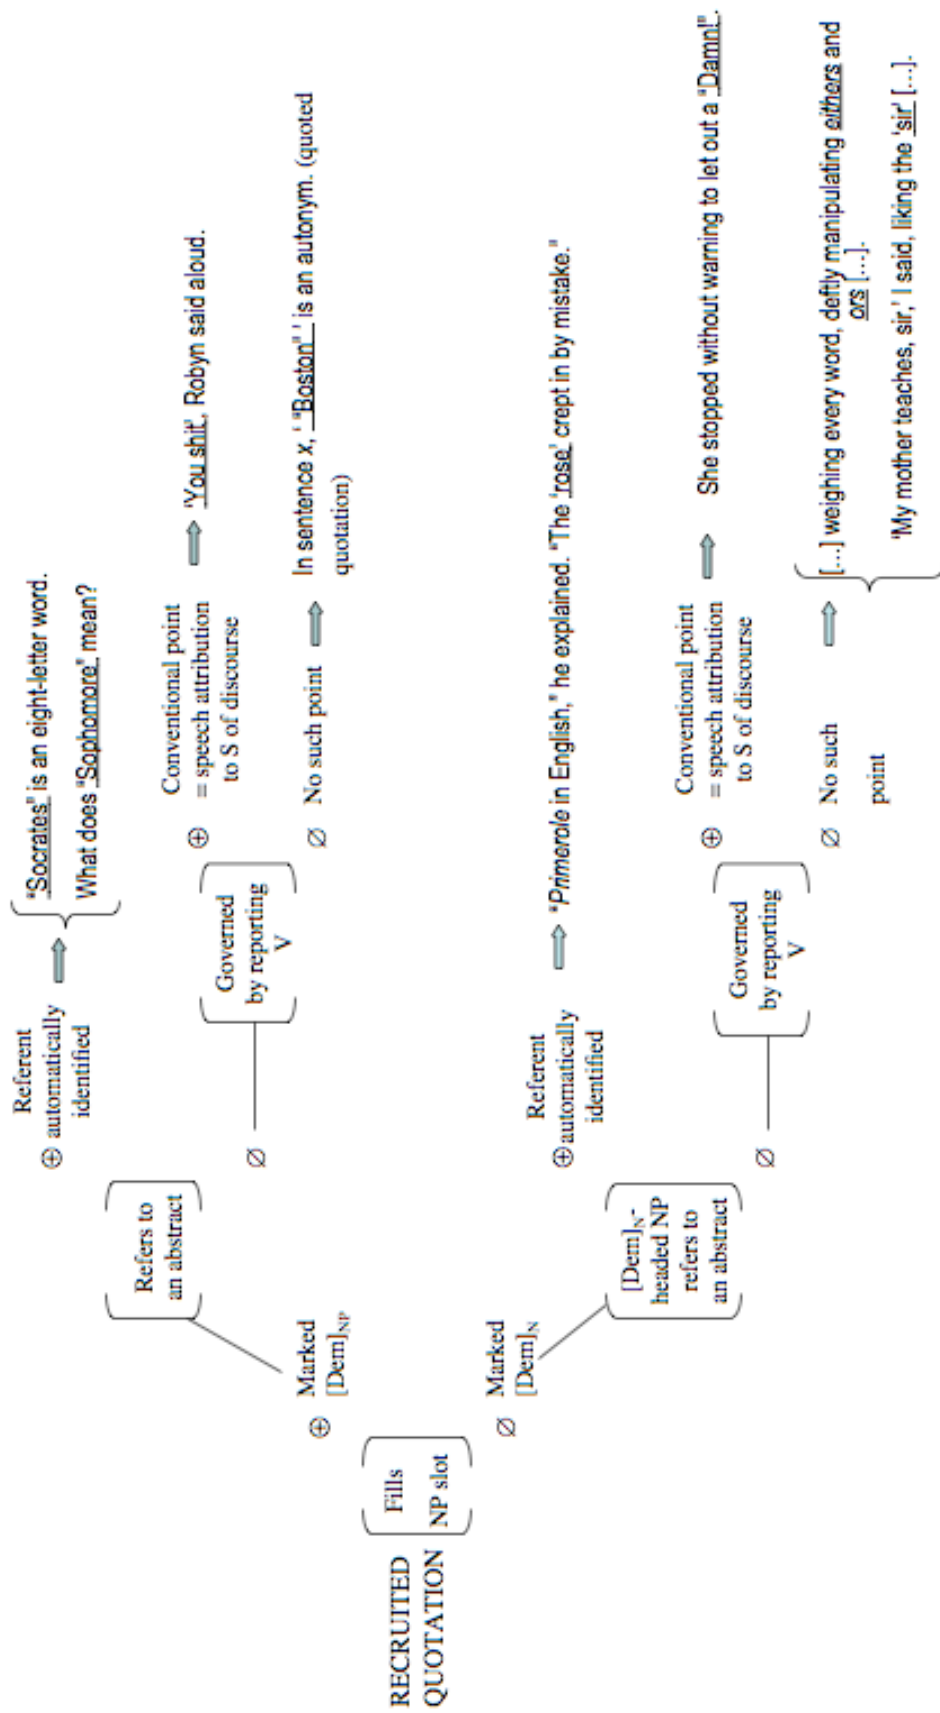 RECRUITED
QUOTATION
Fills
NP slot
⊕ Marked
[Dem]NP
Refers to
an abstract
Referent
⊕ automatically
identified
"Socrates" is an eight-letter word.
What does "Sophomore" mean?
∅
Governed
by reporting
V
Conventional point
⊕ = speech attribution
to S of discourse
'You shit', Robyn said aloud.
∅ No such point
In sentence x, ' "Boston" ' is an autonym. (quoted
quotation)
∅ Marked
[Dem]N
[Dem]N-
headed NP
refers to
an abstract
Referent
⊕ automatically
identified
"Primerole in English," he explained. "The 'rose' crept in by mistake."
∅
Governed
by reporting
V
Conventional point
⊕ = speech attribution
to S of discourse
She stopped without warning to let out a "Damn!".
∅ No such
point
[…] weighing every word, deftly manipulating eithers and
ors […].
'My mother teaches, sir,' I said, liking the 'sir' […].